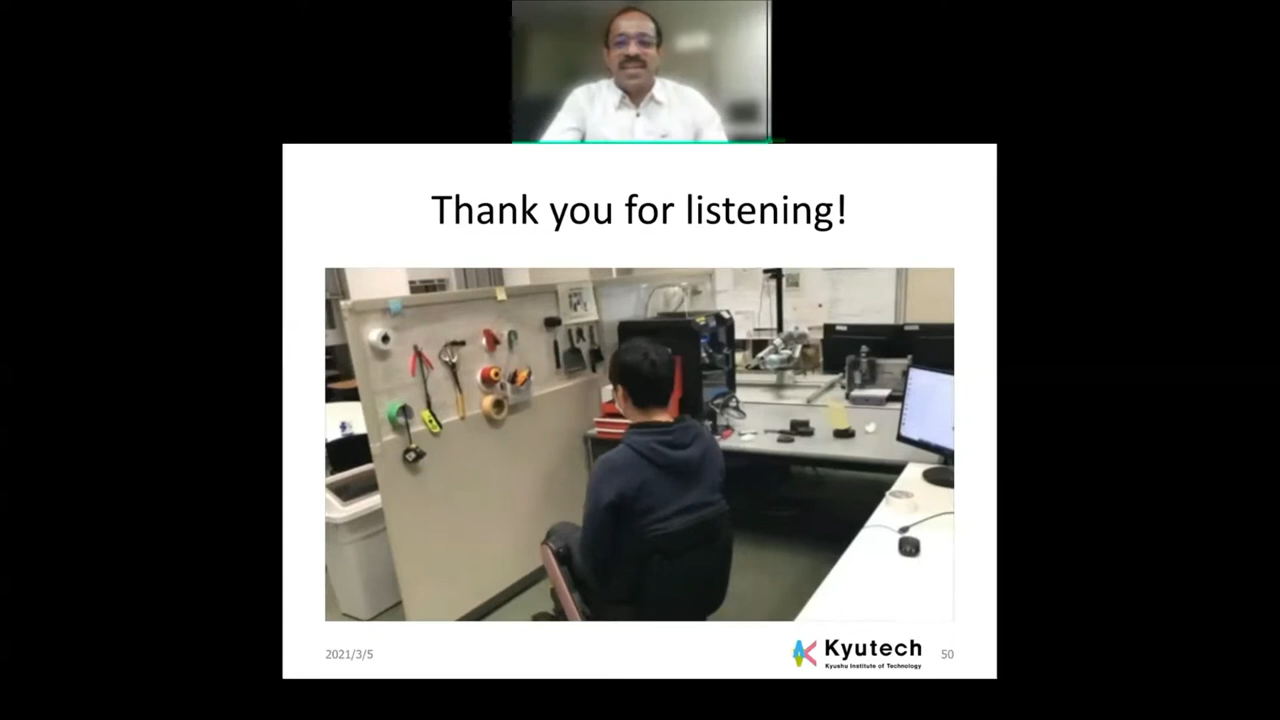 Thank you for listening!
2021/3/5
Kyutech
Kyushu Institute of Technology
50